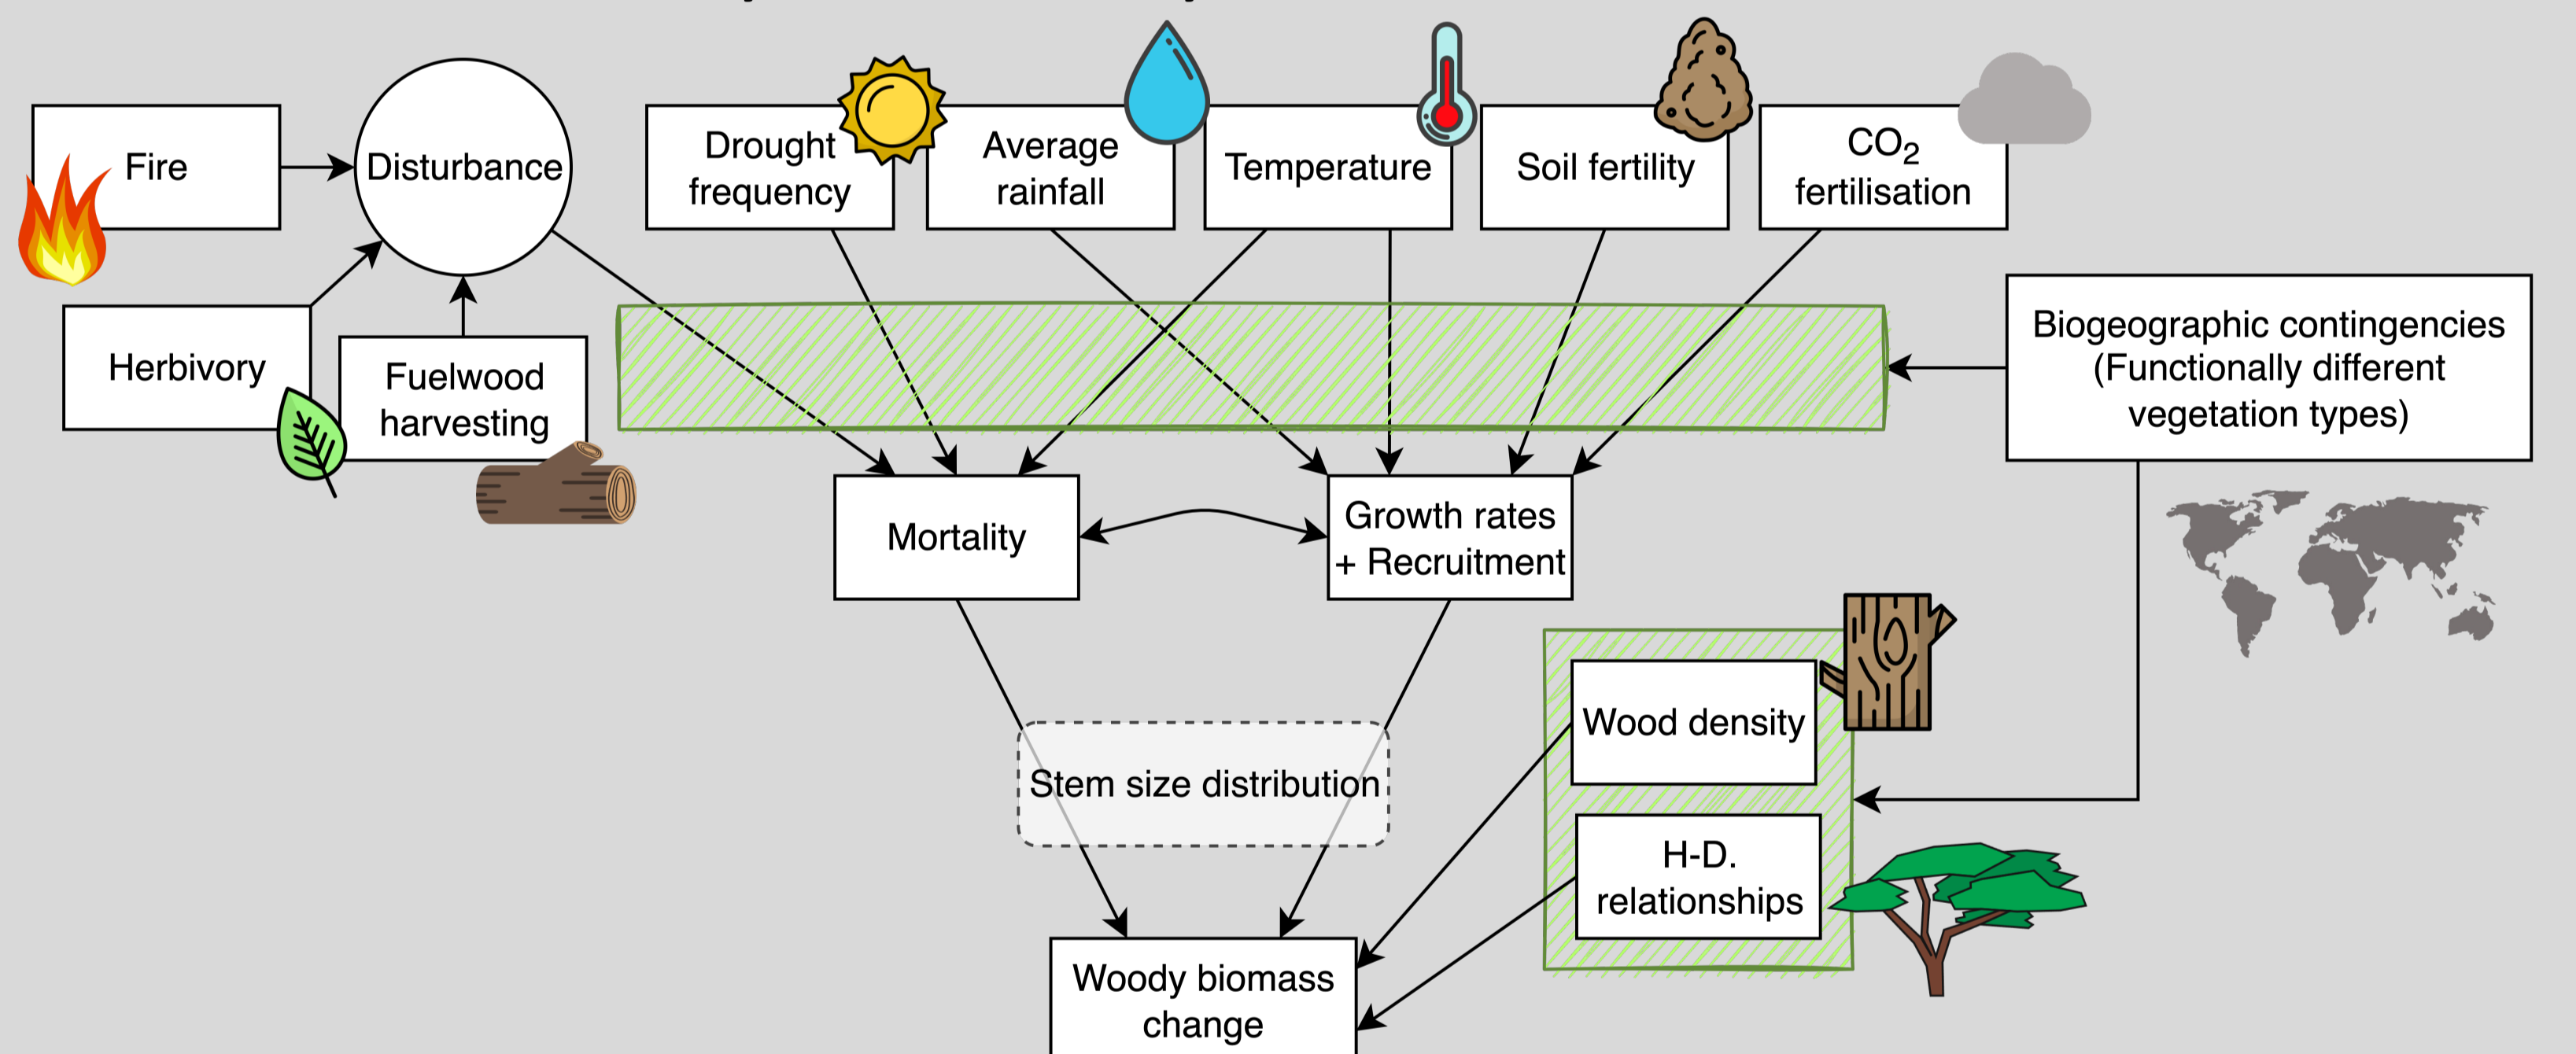 Fire
Disturbance
Drought
frequency
Average
rainfall
Temperature
Soil fertility
CO₂
fertilisation
Herbivory
Fuelwood
harvesting
Biogeographic contingencies
(Functionally different
vegetation types)
Mortality
Growth rates
+ Recruitment
Stem size distribution
Wood density
H-D.
relationships
Woody biomass
change